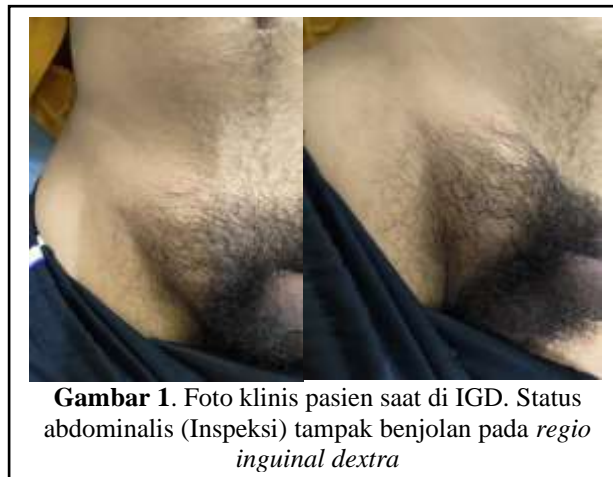 Gambar 1. Foto klinis pasien saat di IGD. Status
abdominalis (Inspeksi) tampak benjolan pada regio
inguinal dextra